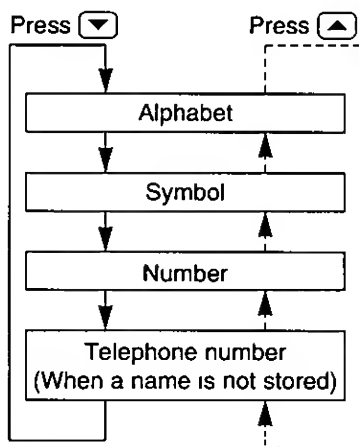 Press ▼
Press ▲
Alphabet
Symbol
Number
Telephone number
(When a name is not stored)